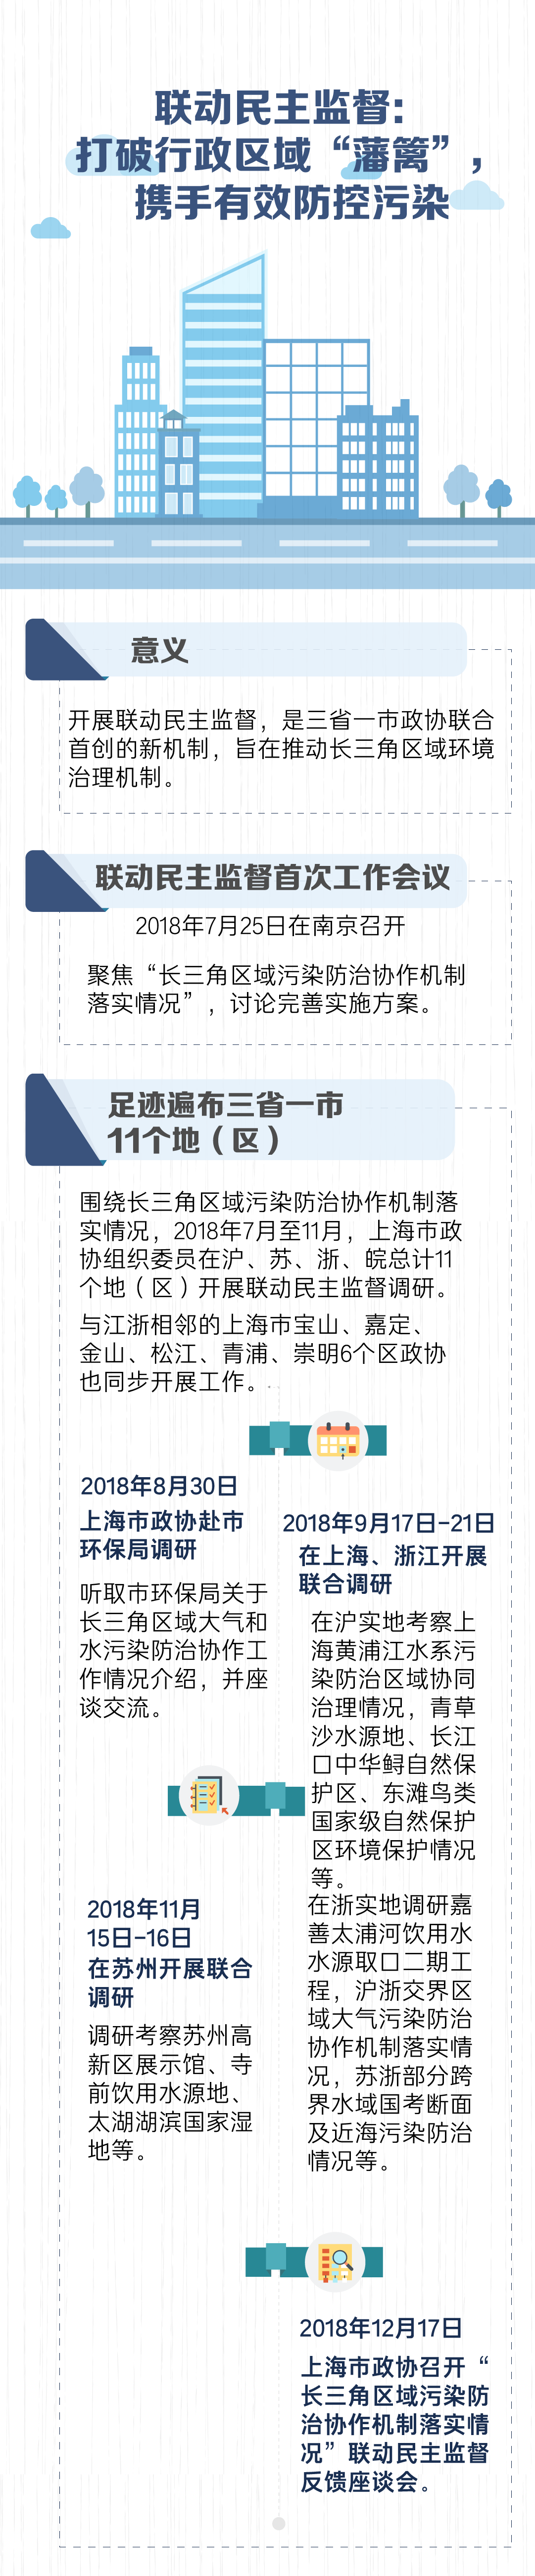 联动民主监督:
打破行政区域“藩篱”，
携手有效防控污染
意义
开展联动民主监督，是三省一市政协联合
首创的新机制，旨在推动长三角区域环境
治理机制。
联动民主监督首次工作会议
2018年7月25日在南京召开
聚焦“长三角区域污染防治协作机制
落实情况”，讨论完善实施方案。
足迹遍布三省一市
11个地（区）
围绕长三角区域污染防治协作机制落
实情况，2018年7月至11月，上海市政
协组织委员在沪、苏、浙、皖总计11
个地（区）开展联动民主监督调研。
与江浙相邻的上海市宝山、嘉定、
金山、松江、青浦、崇明6个区政协
也同步开展工作。
2018年8月30日
上海市政协赴市
环保局调研
听取市环保局关于
长三角区域大气和
水污染防治协作工
作情况介绍，并座
谈交流。
2018年9月17日-21日
在上海、浙江开展
联合调研
在沪实地考察上
海黄浦江水系污
染防治区域协同
治理情况，青草
沙水源地、长江
口中华鲟自然保
护区、东滩鸟类
国家级自然保护
区环境保护情况
等。
在浙实地调研嘉
善太浦河饮用水
水源取口二期工
程，沪浙交界区
域大气污染防治
协作机制落实情
况，苏浙部分跨
界水域国考断面
及近海污染防治
情况等。
2018年11月
15日-16日
在苏州开展联合
调研
调研考察苏州高
新区展示馆、寺
前饮用水源地、
太湖湖滨国家湿
地等。
2018年12月17日
上海市政协召开“
长三角区域污染防
治协作机制落实情
况”联动民主监督
反馈座谈会。